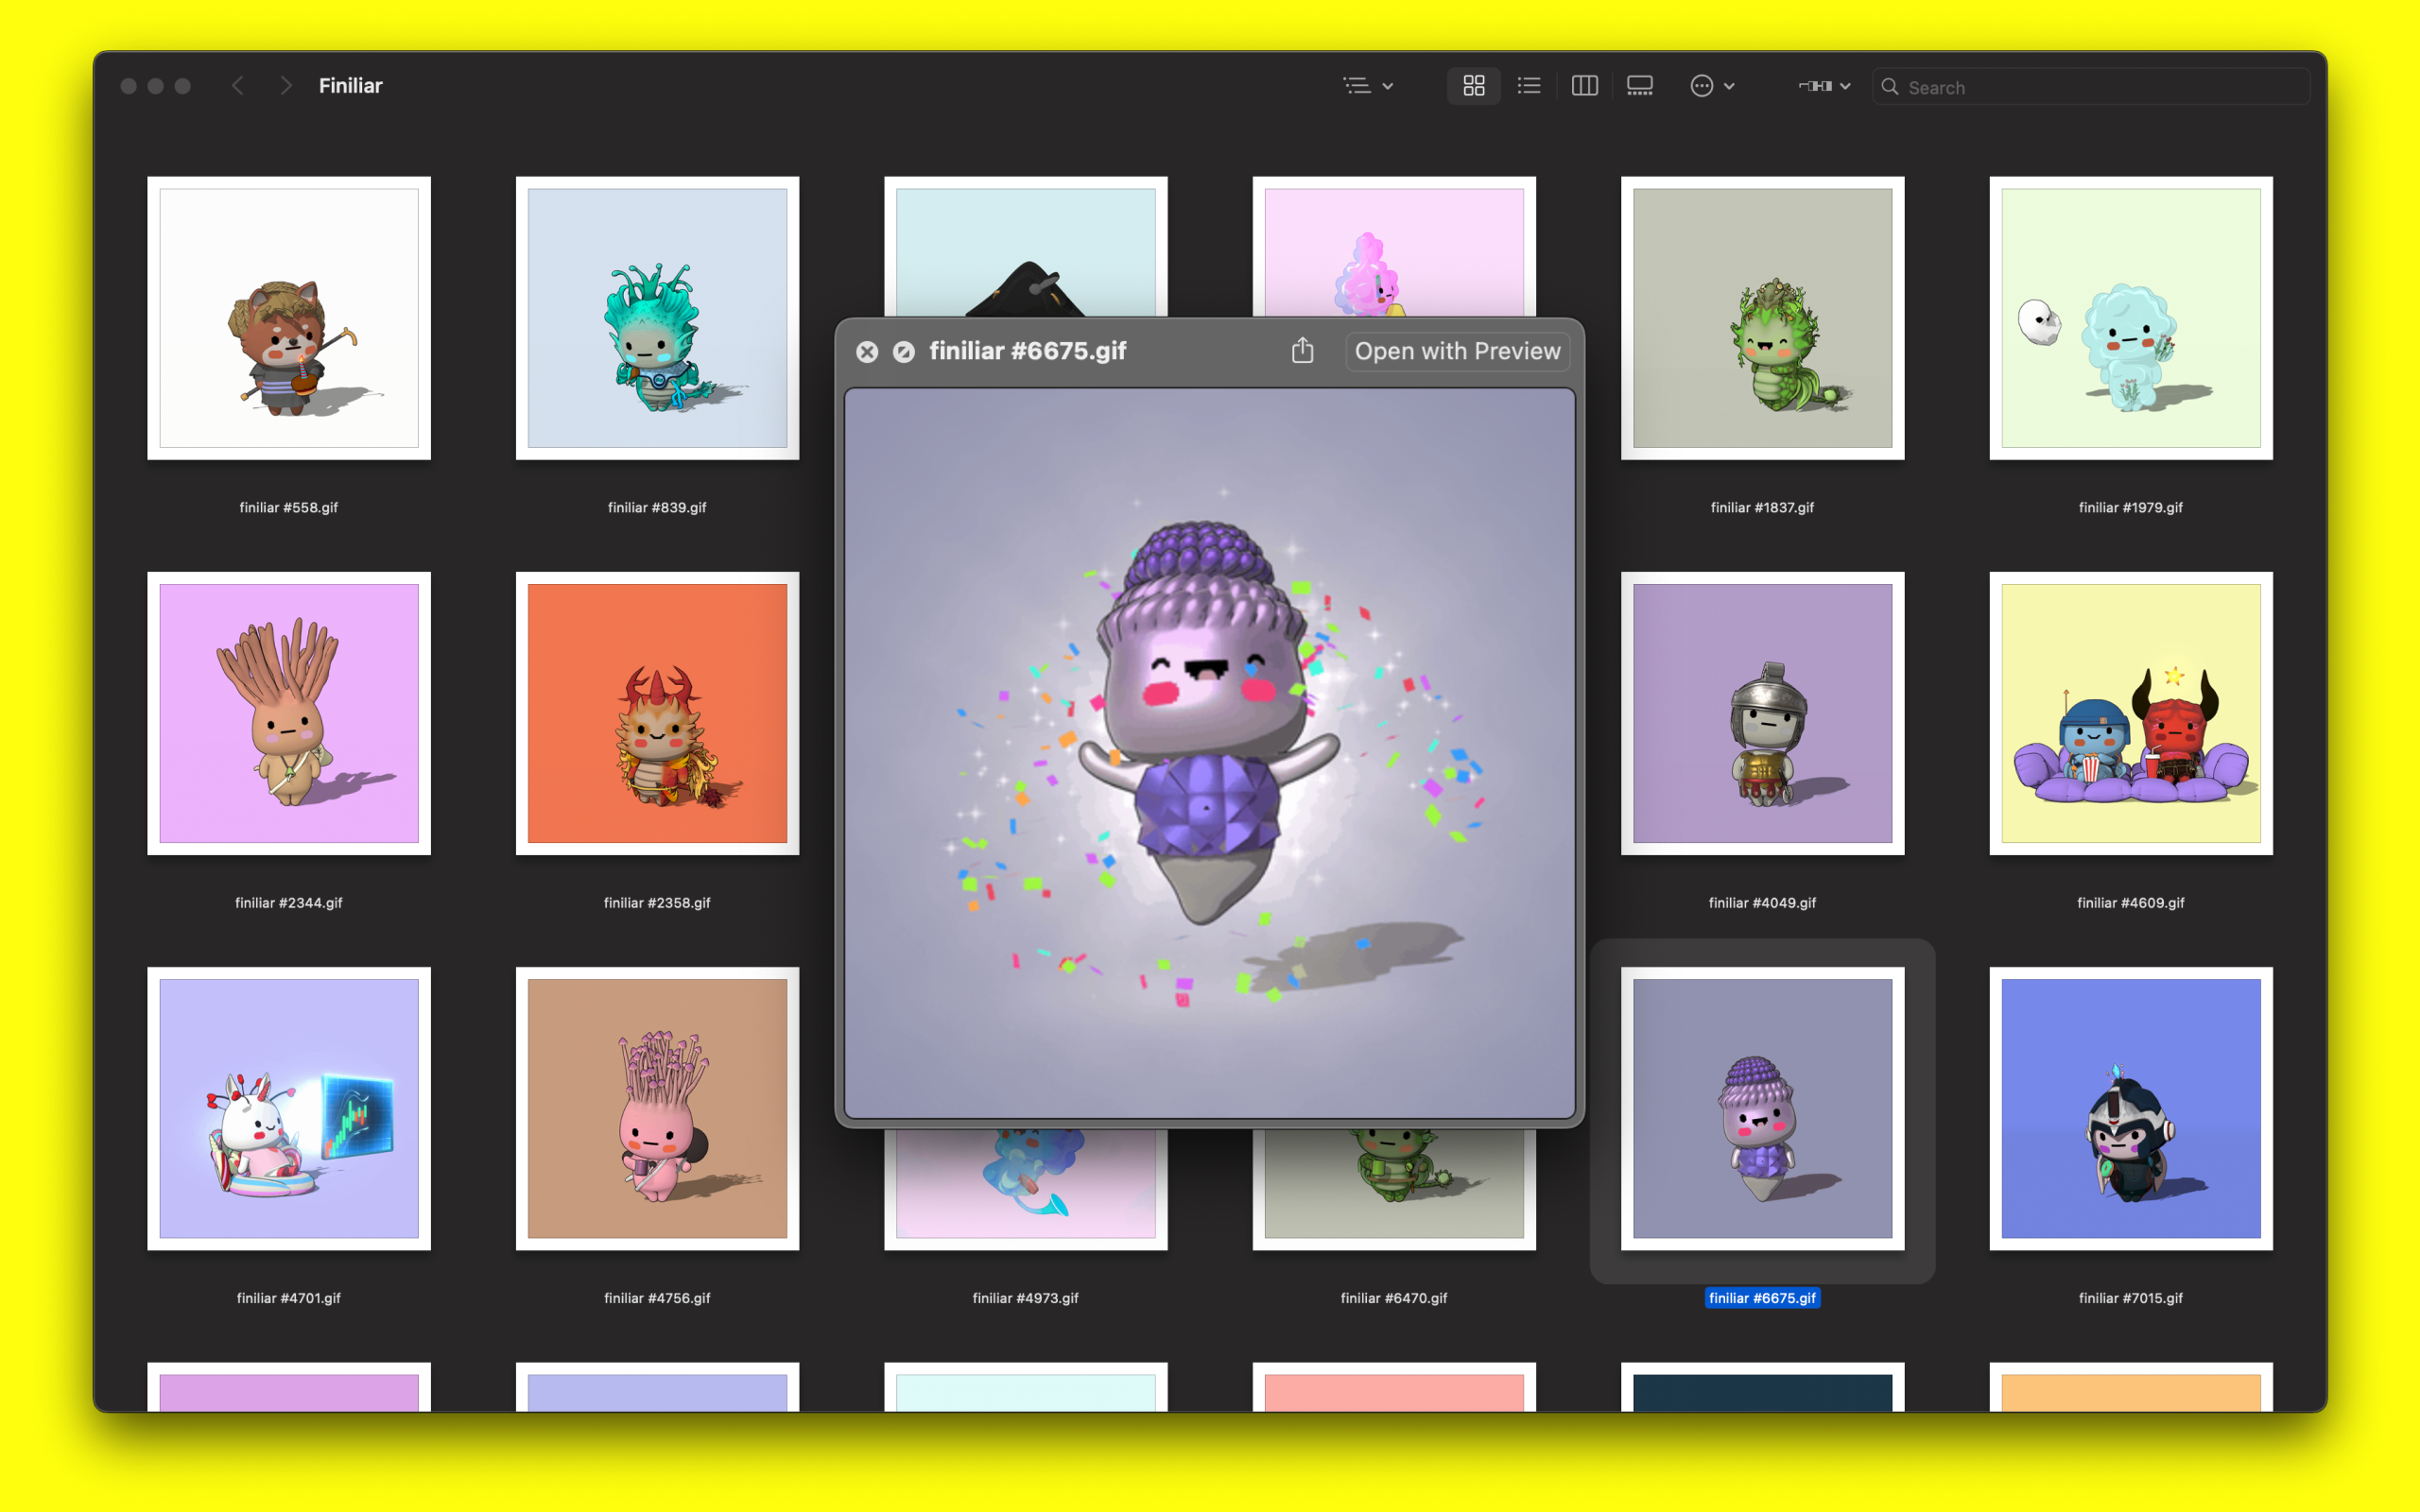 Finiliar
Search
finiliar #6675.gif
Open with Preview
finiliar #558.gif
finiliar #839.gif
finiliar #1837.gif
finiliar #1979.gif
finiliar #2344.gif
finiliar #2358.gif
finiliar #4049.gif
finiliar #4609.gif
finiliar #4701.gif
finiliar #4756.gif
finiliar #4973.gif
finiliar #6470.gif
finiliar #6675.gif
finiliar #7015.gif